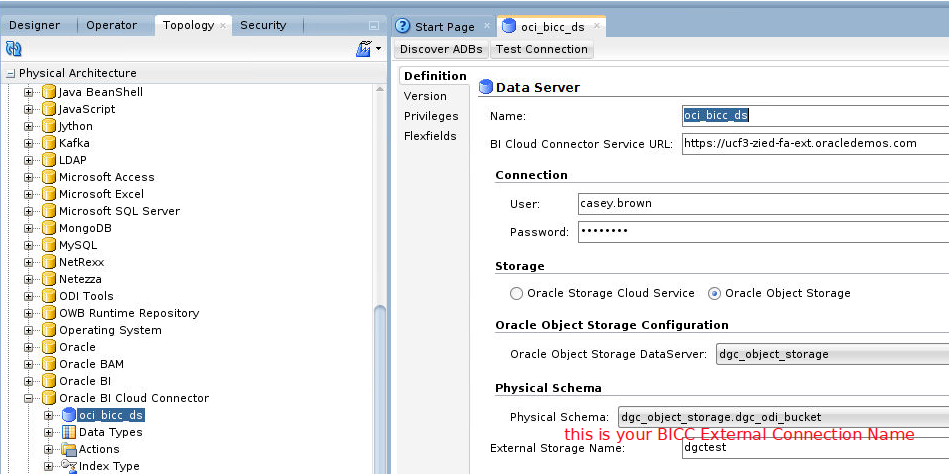 Designer Operator Topology Security
Start Page oci_bicc_ds
Discover ADBs Test Connection
Physical Architecture
Java BeanShell
JavaScript
Jython
Kafka
LDAP
Microsoft Access
Microsoft Excel
Microsoft SQL Server
MongoDB
MySQL
NetRexx
Netezza
ODI Tools
OWB Runtime Repository
Operating System
Oracle
Oracle BAM
Oracle BI
Oracle BI Cloud Connector
oci_bicc_ds
Data Types
Actions
Index Type
Definition
Version
Privileges
Flexfields
Data Server
Name: oci_bicc_ds
BI Cloud Connector Service URL: https://ucf3-zied-fa-ext.oracledemos.com
Connection
User: casey.brown
Password: ••••••••
Storage
Oracle Storage Cloud Service Oracle Object Storage
Oracle Object Storage Configuration
Oracle Object Storage DataServer: dgc_object_storage
Physical Schema
Physical Schema: dgc_object_storage.dgc_odi_bucket
this is your BICC External Connection Name
External Storage Name: dgctest